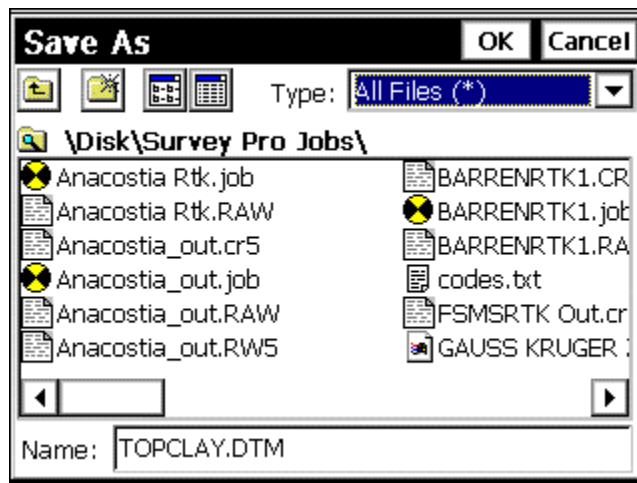 Save As OK Cancel
Type: All Files (*)
\Disk\Survey Pro Jobs\
Anacostia Rtk.job
Anacostia Rtk.RAW
Anacostia_out.cr5
Anacostia_out.job
Anacostia_out.RAW
Anacostia_out.RW5
BARRENRTK1.CR
BARRENRTK1.job
BARRENRTK1.RA
codes.txt
FSMSRTK Out.cr
GAUSS KRUGER
Name: TOPCLAY.DTM